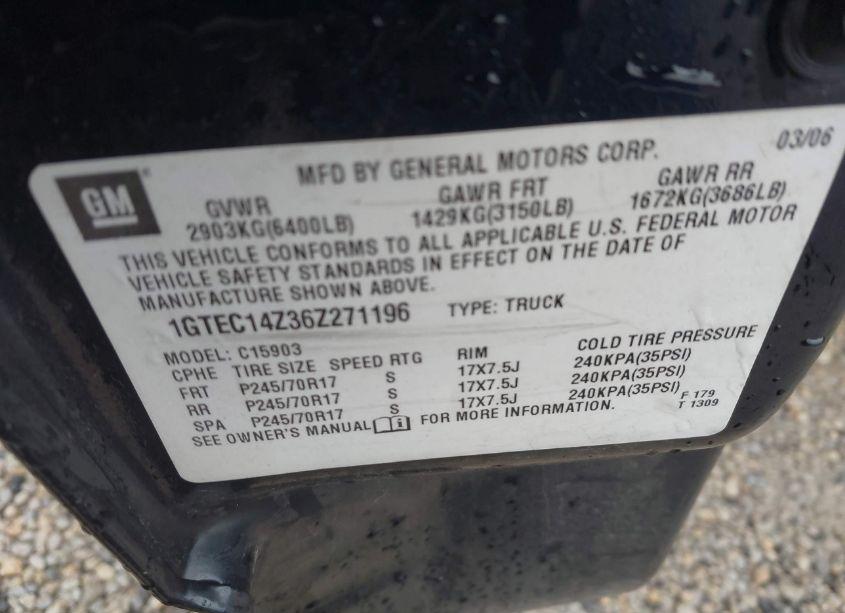 03/06
MFD BY GENERAL MOTORS CORP.
GM
GVWR GAWR FRT GAWR RR
2903KG(6400LB) 1429KG(3150LB) 1672KG(3686LB)
THIS VEHICLE CONFORMS TO ALL APPLICABLE U.S. FEDERAL MOTOR
VEHICLE SAFETY STANDARDS IN EFFECT ON THE DATE OF
MANUFACTURE SHOWN ABOVE.
1GTEC14Z36Z271196 TYPE: TRUCK
MODEL: C15903
CPHE TIRE SIZE SPEED RTG RIM COLD TIRE PRESSURE
FRT P245/70R17 S 17X7.5J 240KPA(35PSI)
RR P245/70R17 S 17X7.5J 240KPA(35PSI)
SPA P245/70R17 S 17X7.5J 240KPA(35PSI)
SEE OWNER'S MANUAL i FOR MORE INFORMATION.
F 179
T 1309